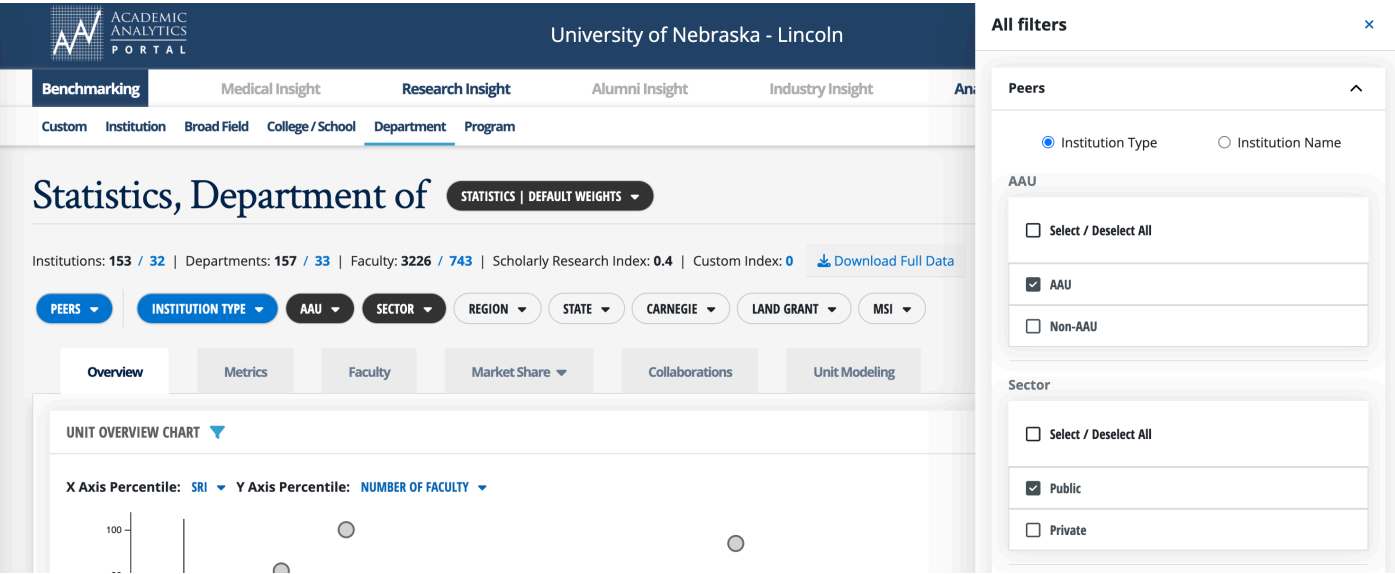 ACADEMIC
ANALYTICS
PORTAL
University of Nebraska - Lincoln
Benchmarking Medical Insight Research Insight Alumni Insight Industry Insight Ana
Custom Institution Broad Field College / School Department Program
Statistics, Department of STATISTICS | DEFAULT WEIGHTS
Institutions: 153 / 32 | Departments: 157 / 33 | Faculty: 3226 / 743 | Scholarly Research Index: 0.4 | Custom Index: 0 Download Full Data
PEERS INSTITUTION TYPE AAU SECTOR REGION STATE CARNEGIE LAND GRANT MSI
Overview Metrics Faculty Market Share Collaborations Unit Modeling
UNIT OVERVIEW CHART
X Axis Percentile: SRI Y Axis Percentile: NUMBER OF FACULTY
100
All filters
Peers
Institution Type Institution Name
AAU
Select / Deselect All
AAU
Non-AAU
Sector
Select / Deselect All
Public
Private